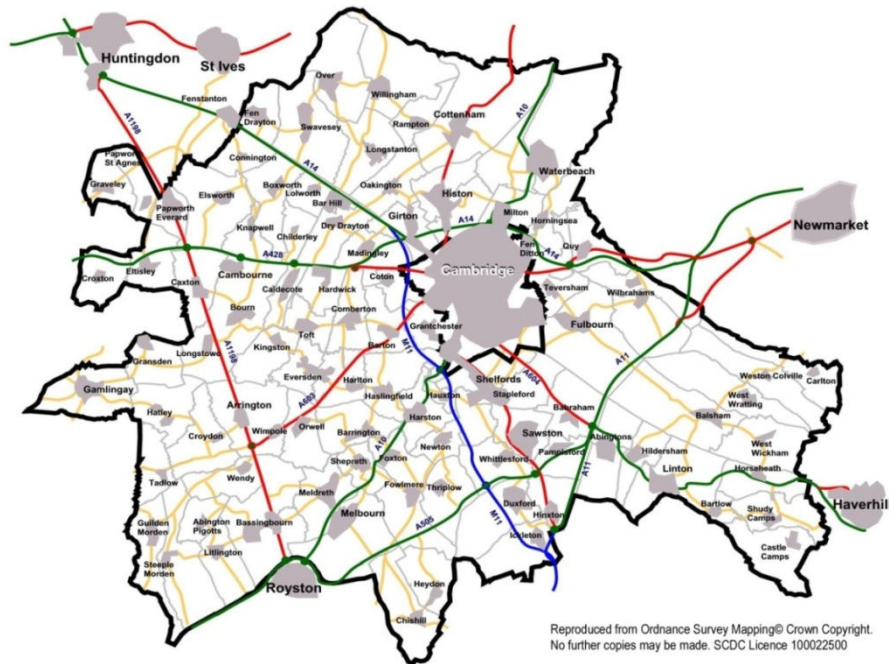 Huntingdon
St Ives
Over
Willingham
Fenstanton
Cottenham
A10
A1198
Fen
Drayton
Swavesey
Rampton
Longstanton
Papworth
St Agnes
Connington
A14
Waterbeach
Graveley
Elsworth
Boxworth
Lolworth
Oakington
Histon
Bar Hill
Papworth
Everard
Girton
Milton
Horningsea
Newmarket
Knapwell
Dry Drayton
A14
Childerley
Fen
Ditton
A14
Quy
Madingley
A428
Eltisley
Croxton
Cambourne
Coton
Cambridge
Caxton
Caldecote
Hardwick
Teversham
Wilbrahams
Bourn
Comberton
Grantchester
Fulbourn
Toft
A1198
Barton
M11
Gransden
Longstowe
Kingston
A11
Eversden
Harlton
A604
Shelfords
Weston Colville
Carlton
Gamlingay
Haslingfield
Hauxton
Stapleford
West
Wratting
Arrington
A603
Babraham
Hatley
Harston
Balsham
Wimpole
Orwell
Barrington
Sawston
Abingtons
Croydon
A10
Newton
West
Wickham
Pampisford
Hildersham
Foxton
Whittlesford
Shepreth
Linton
Horseheath
A11
Tadlow
Wendy
Fowlmere
Thriplow
Meldreth
Duxford
Haverhill
Bartlow
Shudy
Camps
Guilden
Morden
Abington
Pigotts
Bassingbourn
Melbourn
A505
M11
Hinxton
Ickleton
Litlington
Castle
Camps
Steeple
Morden
Royston
Heydon
Chishill
Reproduced from Ordnance Survey Mapping© Crown Copyright.
No further copies may be made. SCDC Licence 100022500